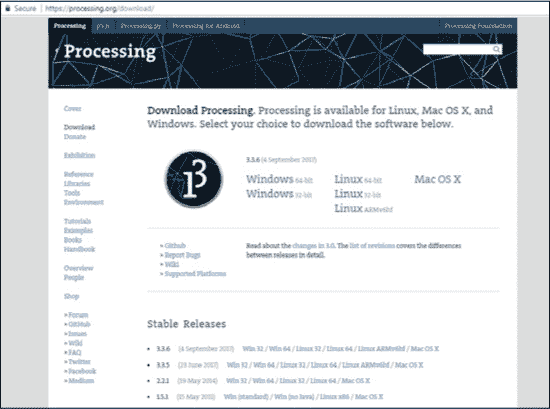 Secure | https://processing.org/download/
Processing p5.js Processing.py Processing for Android Processing Foundation
Processing
Cover
Download
Donate
Exhibition
Reference
Libraries
Tools
Environment
Tutorials
Examples
Books
Handbook
Overview
People
Shop
» Forum
» GitHub
» Issues
» Wiki
» FAQ
» Twitter
» Facebook
» Medium
Download Processing. Processing is available for Linux, Mac OS X, and
Windows. Select your choice to download the software below.
3
3.3.6 (4 September 2017)
Windows 64-bit
Windows 32-bit
Linux 64-bit
Linux 32-bit
Linux ARMv6hf
Mac OS X
» Github
» Report Bugs
» Wiki
» Supported Platforms
Read about the changes in 3.0. The list of revisions covers the differences
between releases in detail.
Stable Releases
• 3.3.6 (4 September 2017) Win 32 / Win 64 / Linux 32 / Linux 64 / Linux ARMv6hf / Mac OS X
• 3.3.5 (23 June 2017) Win 32 / Win 64 / Linux 32 / Linux 64 / Linux ARMv6hf / Mac OS X
• 2.2.1 (19 May 2014) Win 32 / Win 64 / Linux 32 / Linux 64 / Mac OS X
• 1.5.1 (15 May 2011) Win (standard) / Win (no Java) / Linux x86 / Mac OS X